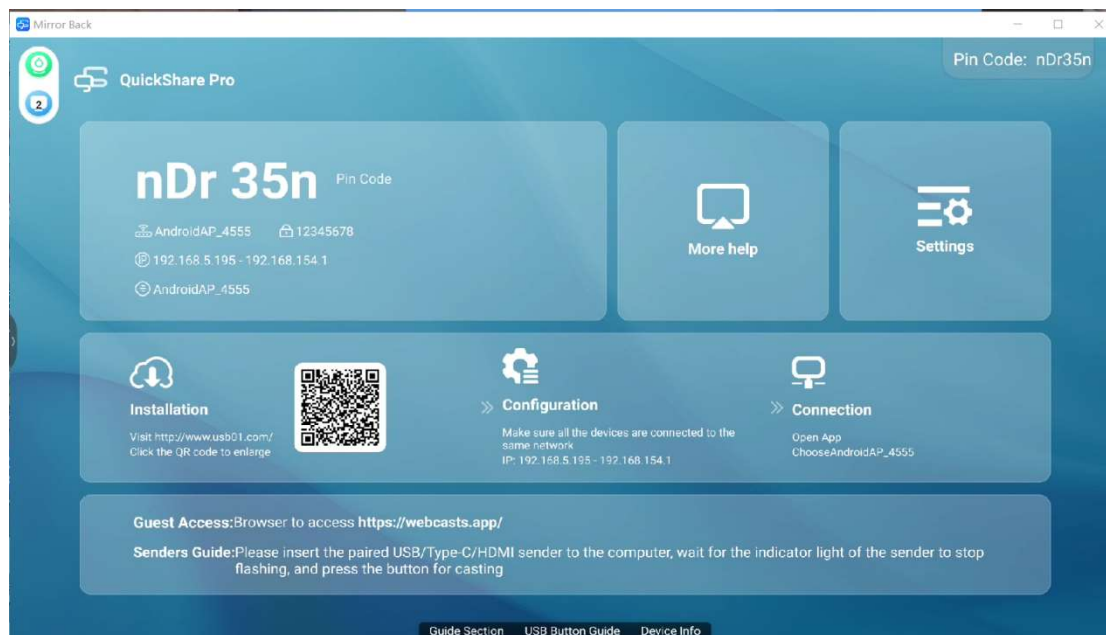 Mirror Back
Pin Code: nDr35n
2
QuickShare Pro
nDr 35n Pin Code
AndroidAP_4555 12345678
192.168.5.195 - 192.168.154.1
AndroidAP_4555
More help
Settings
Installation
Visit http://www.usb01.com/
Click the QR code to enlarge
Configuration
Make sure all the devices are connected to the
same network
IP: 192.168.5.195 - 192.168.154.1
Connection
Open App
ChooseAndroidAP_4555
Guest Access:Browser to access https://webcasts.app/
Senders Guide:Please insert the paired USB/Type-C/HDMI sender to the computer, wait for the indicator light of the sender to stop
flashing, and press the button for casting
Guide Section USB Button Guide Device Info